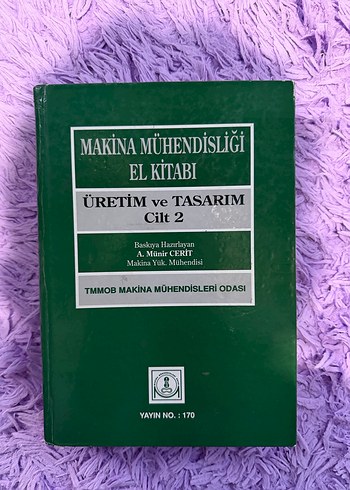 MAKİNA MÜHENDİSLİĞİ
EL KİTABI
ÜRETİM ve TASARIM
Cilt 2
Baskıya Hazırlayan
A. Münir CERİT
Makina Yük. Mühendisi
TMMOB MAKİNA MÜHENDİSLERİ ODASI
YAYIN NO. : 170